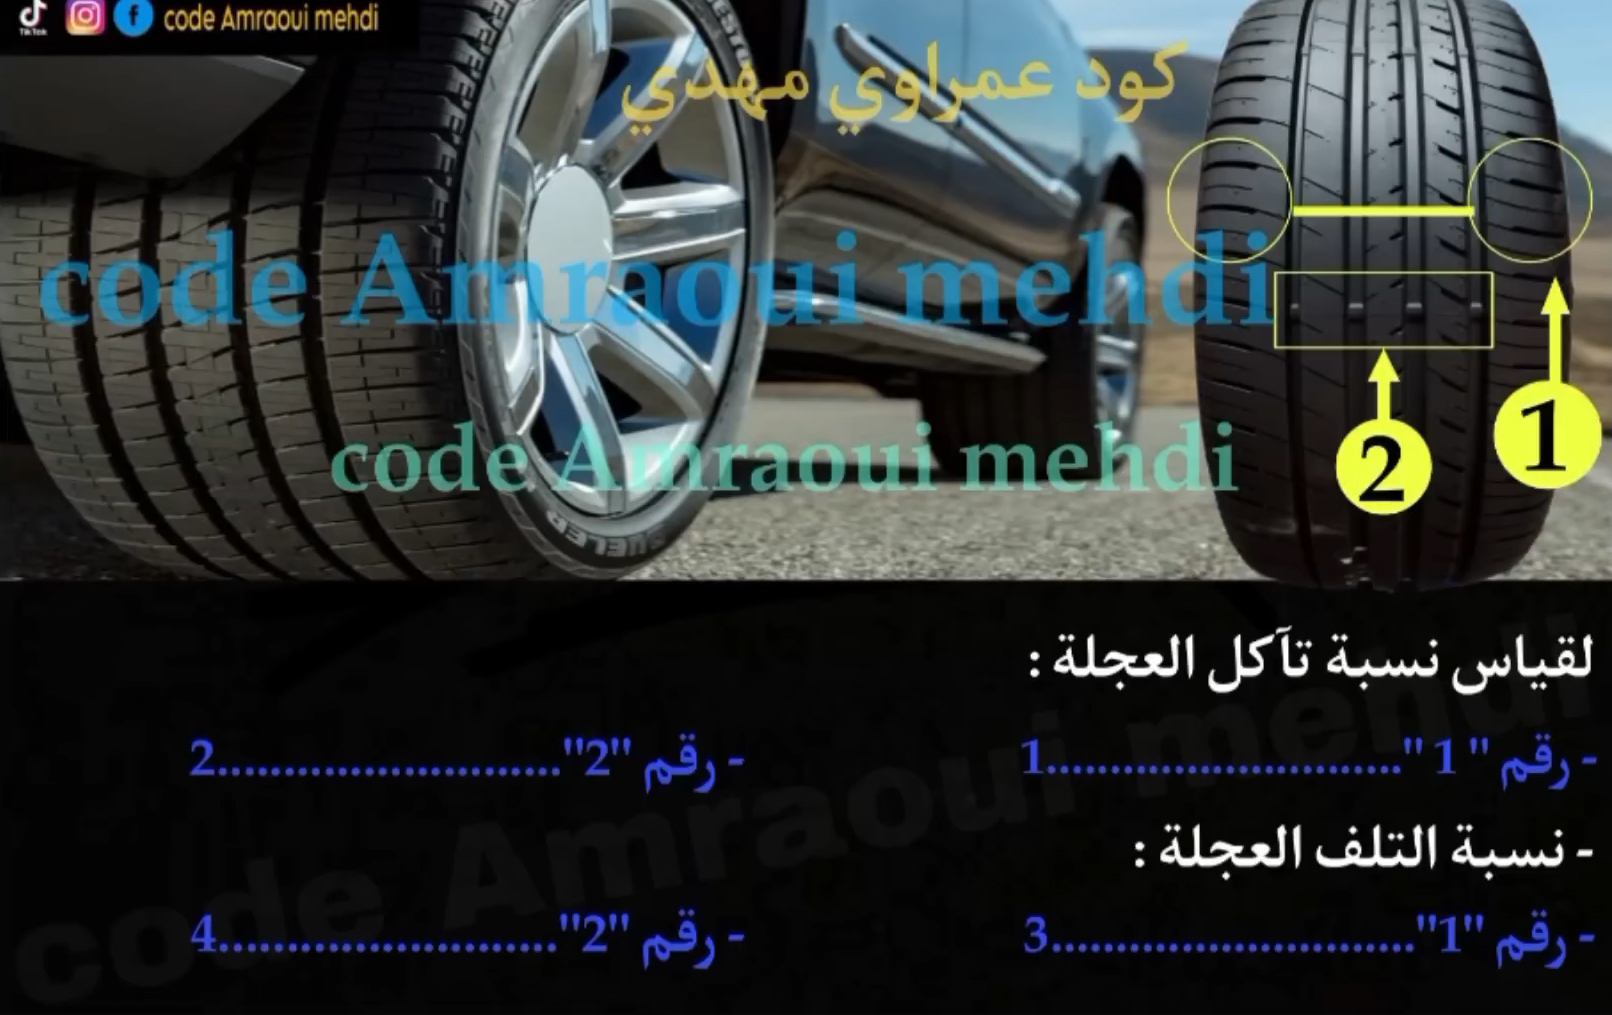 TikTok
code Amraoui mehdi
كود عمراوي مهدي
code Amraoui mehdi
code Amraoui mehdi
2
1
لقياس نسبة تآكل العجلة :
- رقم " 1 "............................1
- رقم "2"..........................2
- نسبة التلف العجلة :
- رقم "1"............................3
- رقم "2"..........................4
code Amraoui mehdi